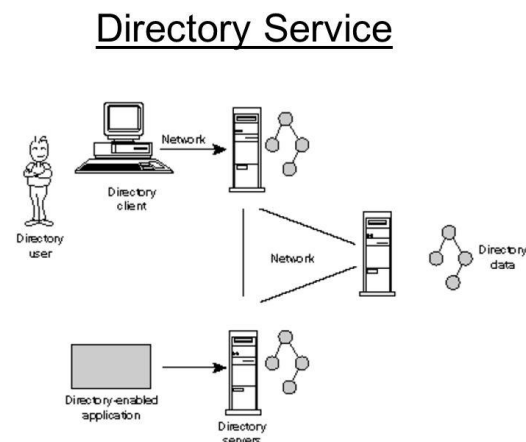 Directory Service
Network
Directory
client
Directory
user
Network
Directory
data
Directory-enabled
application
Directory
servers